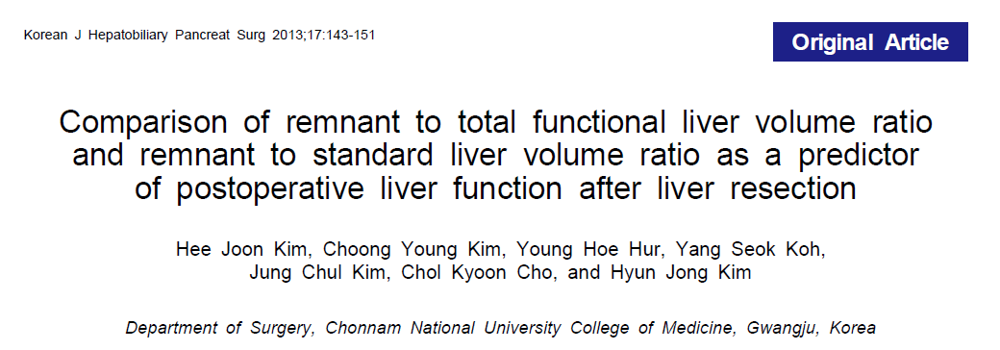 Korean J Hepatobiliary Pancreat Surg 2013;17:143-151
Original Article
Comparison of remnant to total functional liver volume ratio
and remnant to standard liver volume ratio as a predictor
of postoperative liver function after liver resection
Hee Joon Kim, Choong Young Kim, Young Hoe Hur, Yang Seok Koh,
Jung Chul Kim, Chol Kyoon Cho, and Hyun Jong Kim
Department of Surgery, Chonnam National University College of Medicine, Gwangju, Korea